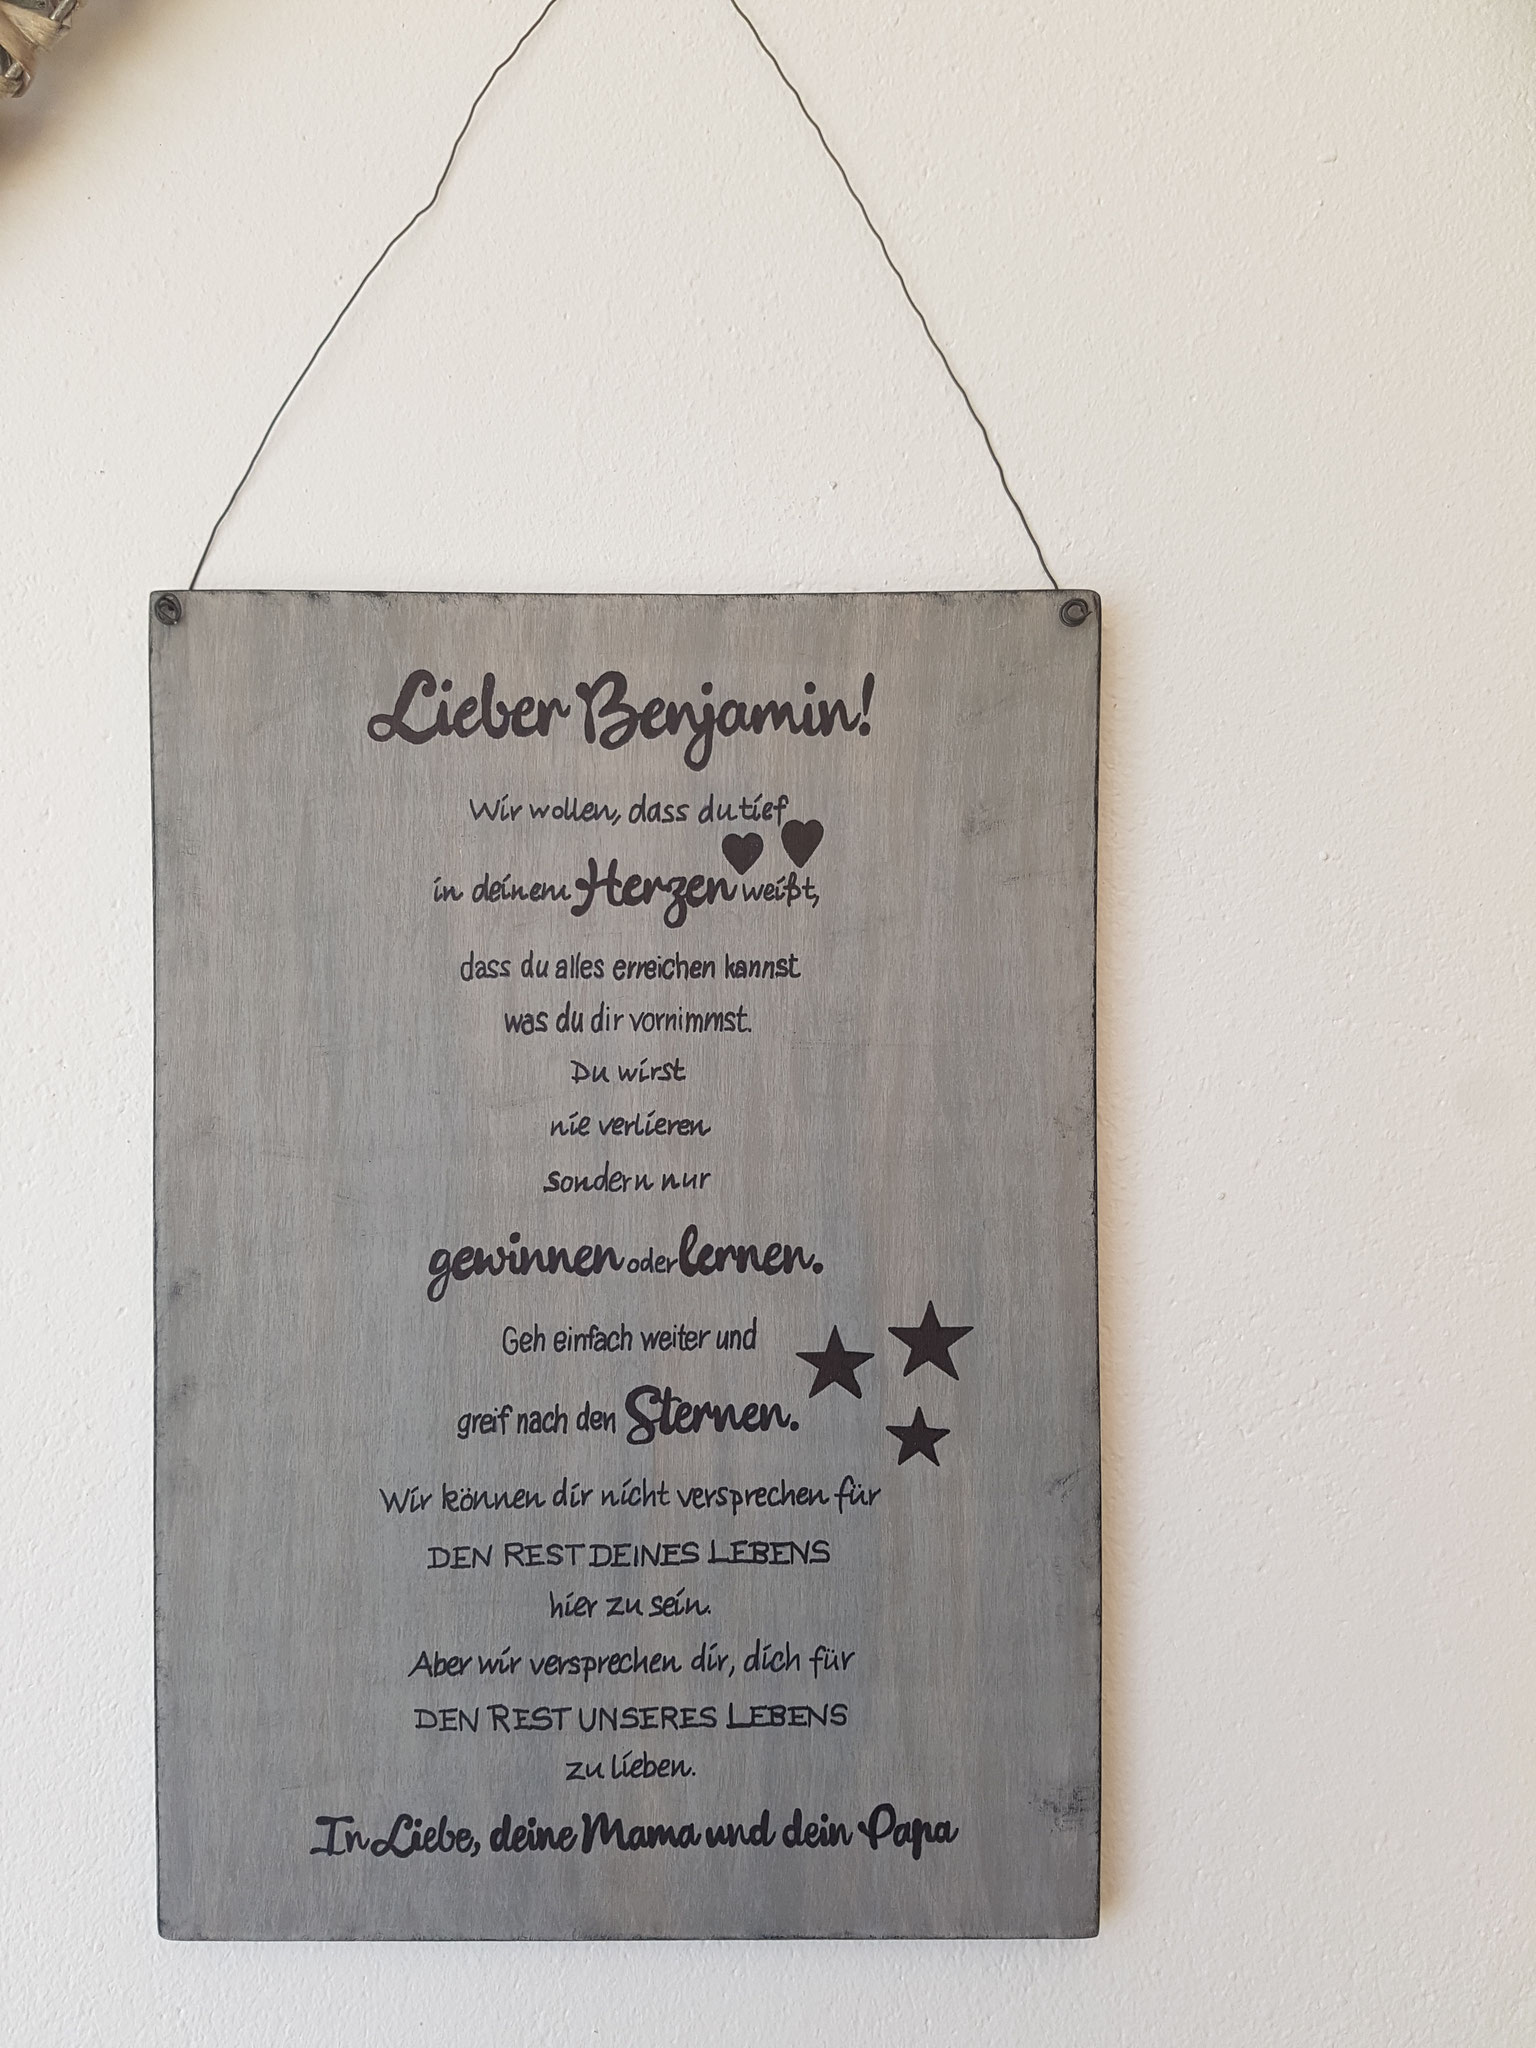 Lieber Benjamin!
Wir wollen, dass du tief
in deinem Herzen weißt,
dass du alles erreichen kannst
was du dir vornimmst.
Du wirst
nie verlieren
sondern nur
gewinnen oder lernen.
Geh einfach weiter und
greif nach den Sternen.
Wir können dir nicht versprechen für
DEN REST DEINES LEBENS
hier zu sein.
Aber wir versprechen dir, dich für
DEN REST UNSERES LEBENS
zu lieben.
In Liebe, deine Mama und dein Papa